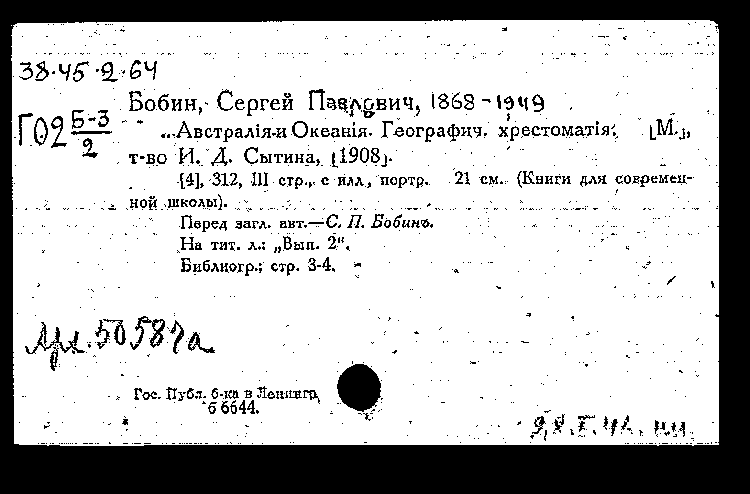 38.45.2.64
Бобин, Сергей Павлович, 1868-1949
Г02 Б-3/2
„Австралія и Океанія. Географич. хрестоматія. [М.],
т-во И. Д. Сытина, [1908].
[4], 312, III стр., с илл., портр. 21 см. (Книги для современ-
ной школы).
Перед загл. авт.—С. П. Бобинъ.
На тит. л.: „Вып. 2“.
Библиогр.: стр. 3-4.
Арх. 50587а
Гос. Публ. б-ка в Ленингр.
б 6644.